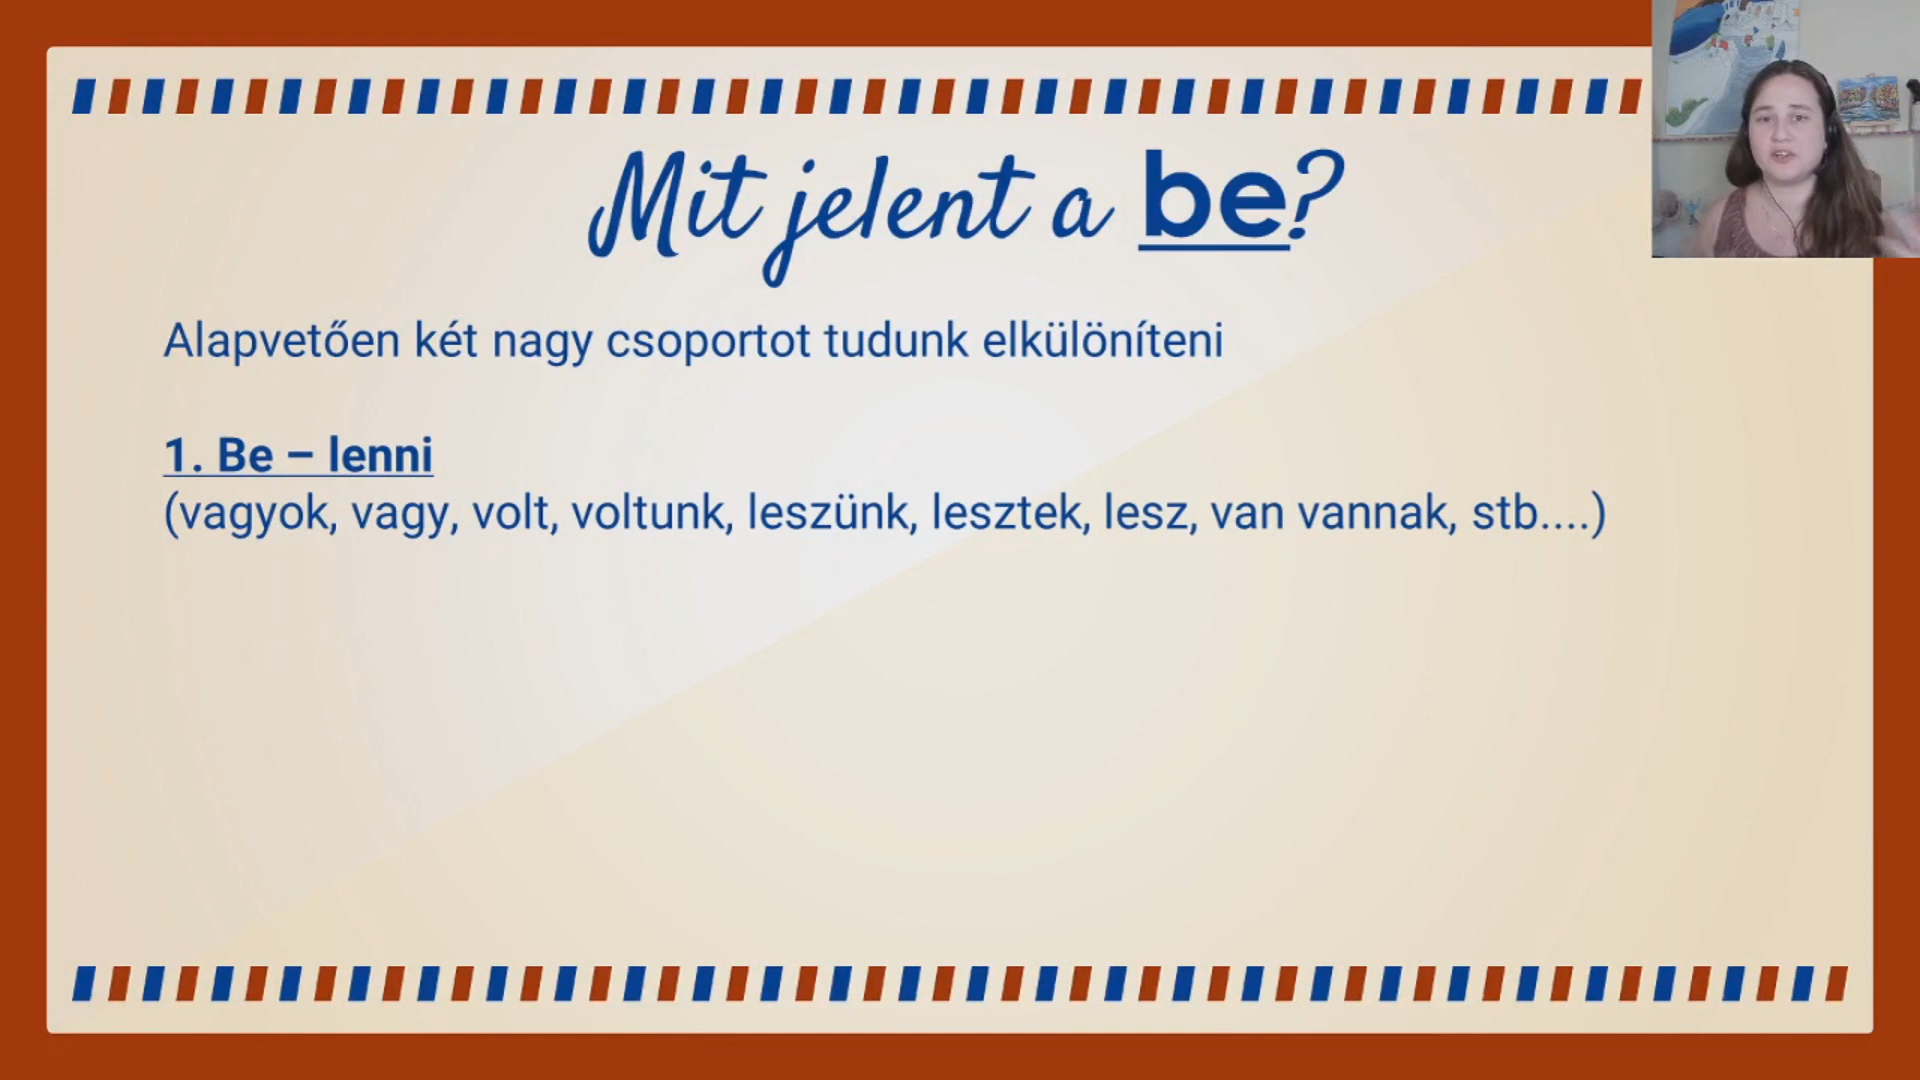 Mit jelent a be?
Alapvetően két nagy csoportot tudunk elkülöníteni
1. Be – lenni
(vagyok, vagy, volt, voltunk, leszünk, lesztek, lesz, van vannak, stb....)